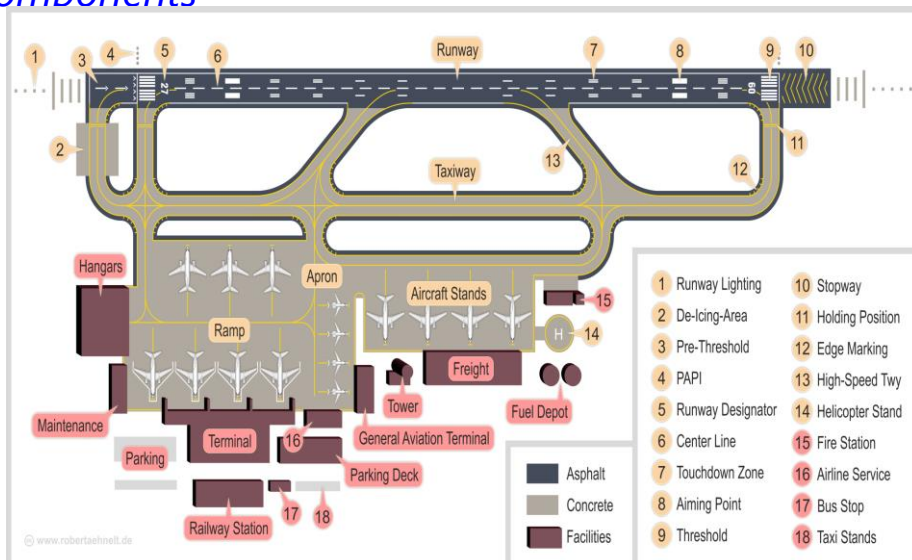 omponents
1
2
3
4
5
6
Runway
7
8
9
10
27
09
11
12
13
Taxiway
Hangars
Apron
Aircraft Stands
15
Ramp
H
14
Freight
Tower
Fuel Depot
Maintenance
Terminal
16
General Aviation Terminal
Parking
Parking Deck
Railway Station
17
18
Asphalt
Concrete
Facilities
1 Runway Lighting
2 De-Icing-Area
3 Pre-Threshold
4 PAPI
5 Runway Designator
6 Center Line
7 Touchdown Zone
8 Aiming Point
9 Threshold
10 Stopway
11 Holding Position
12 Edge Marking
13 High-Speed Twy
14 Helicopter Stand
15 Fire Station
16 Airline Service
17 Bus Stop
18 Taxi Stands
www.robertaehnelt.de